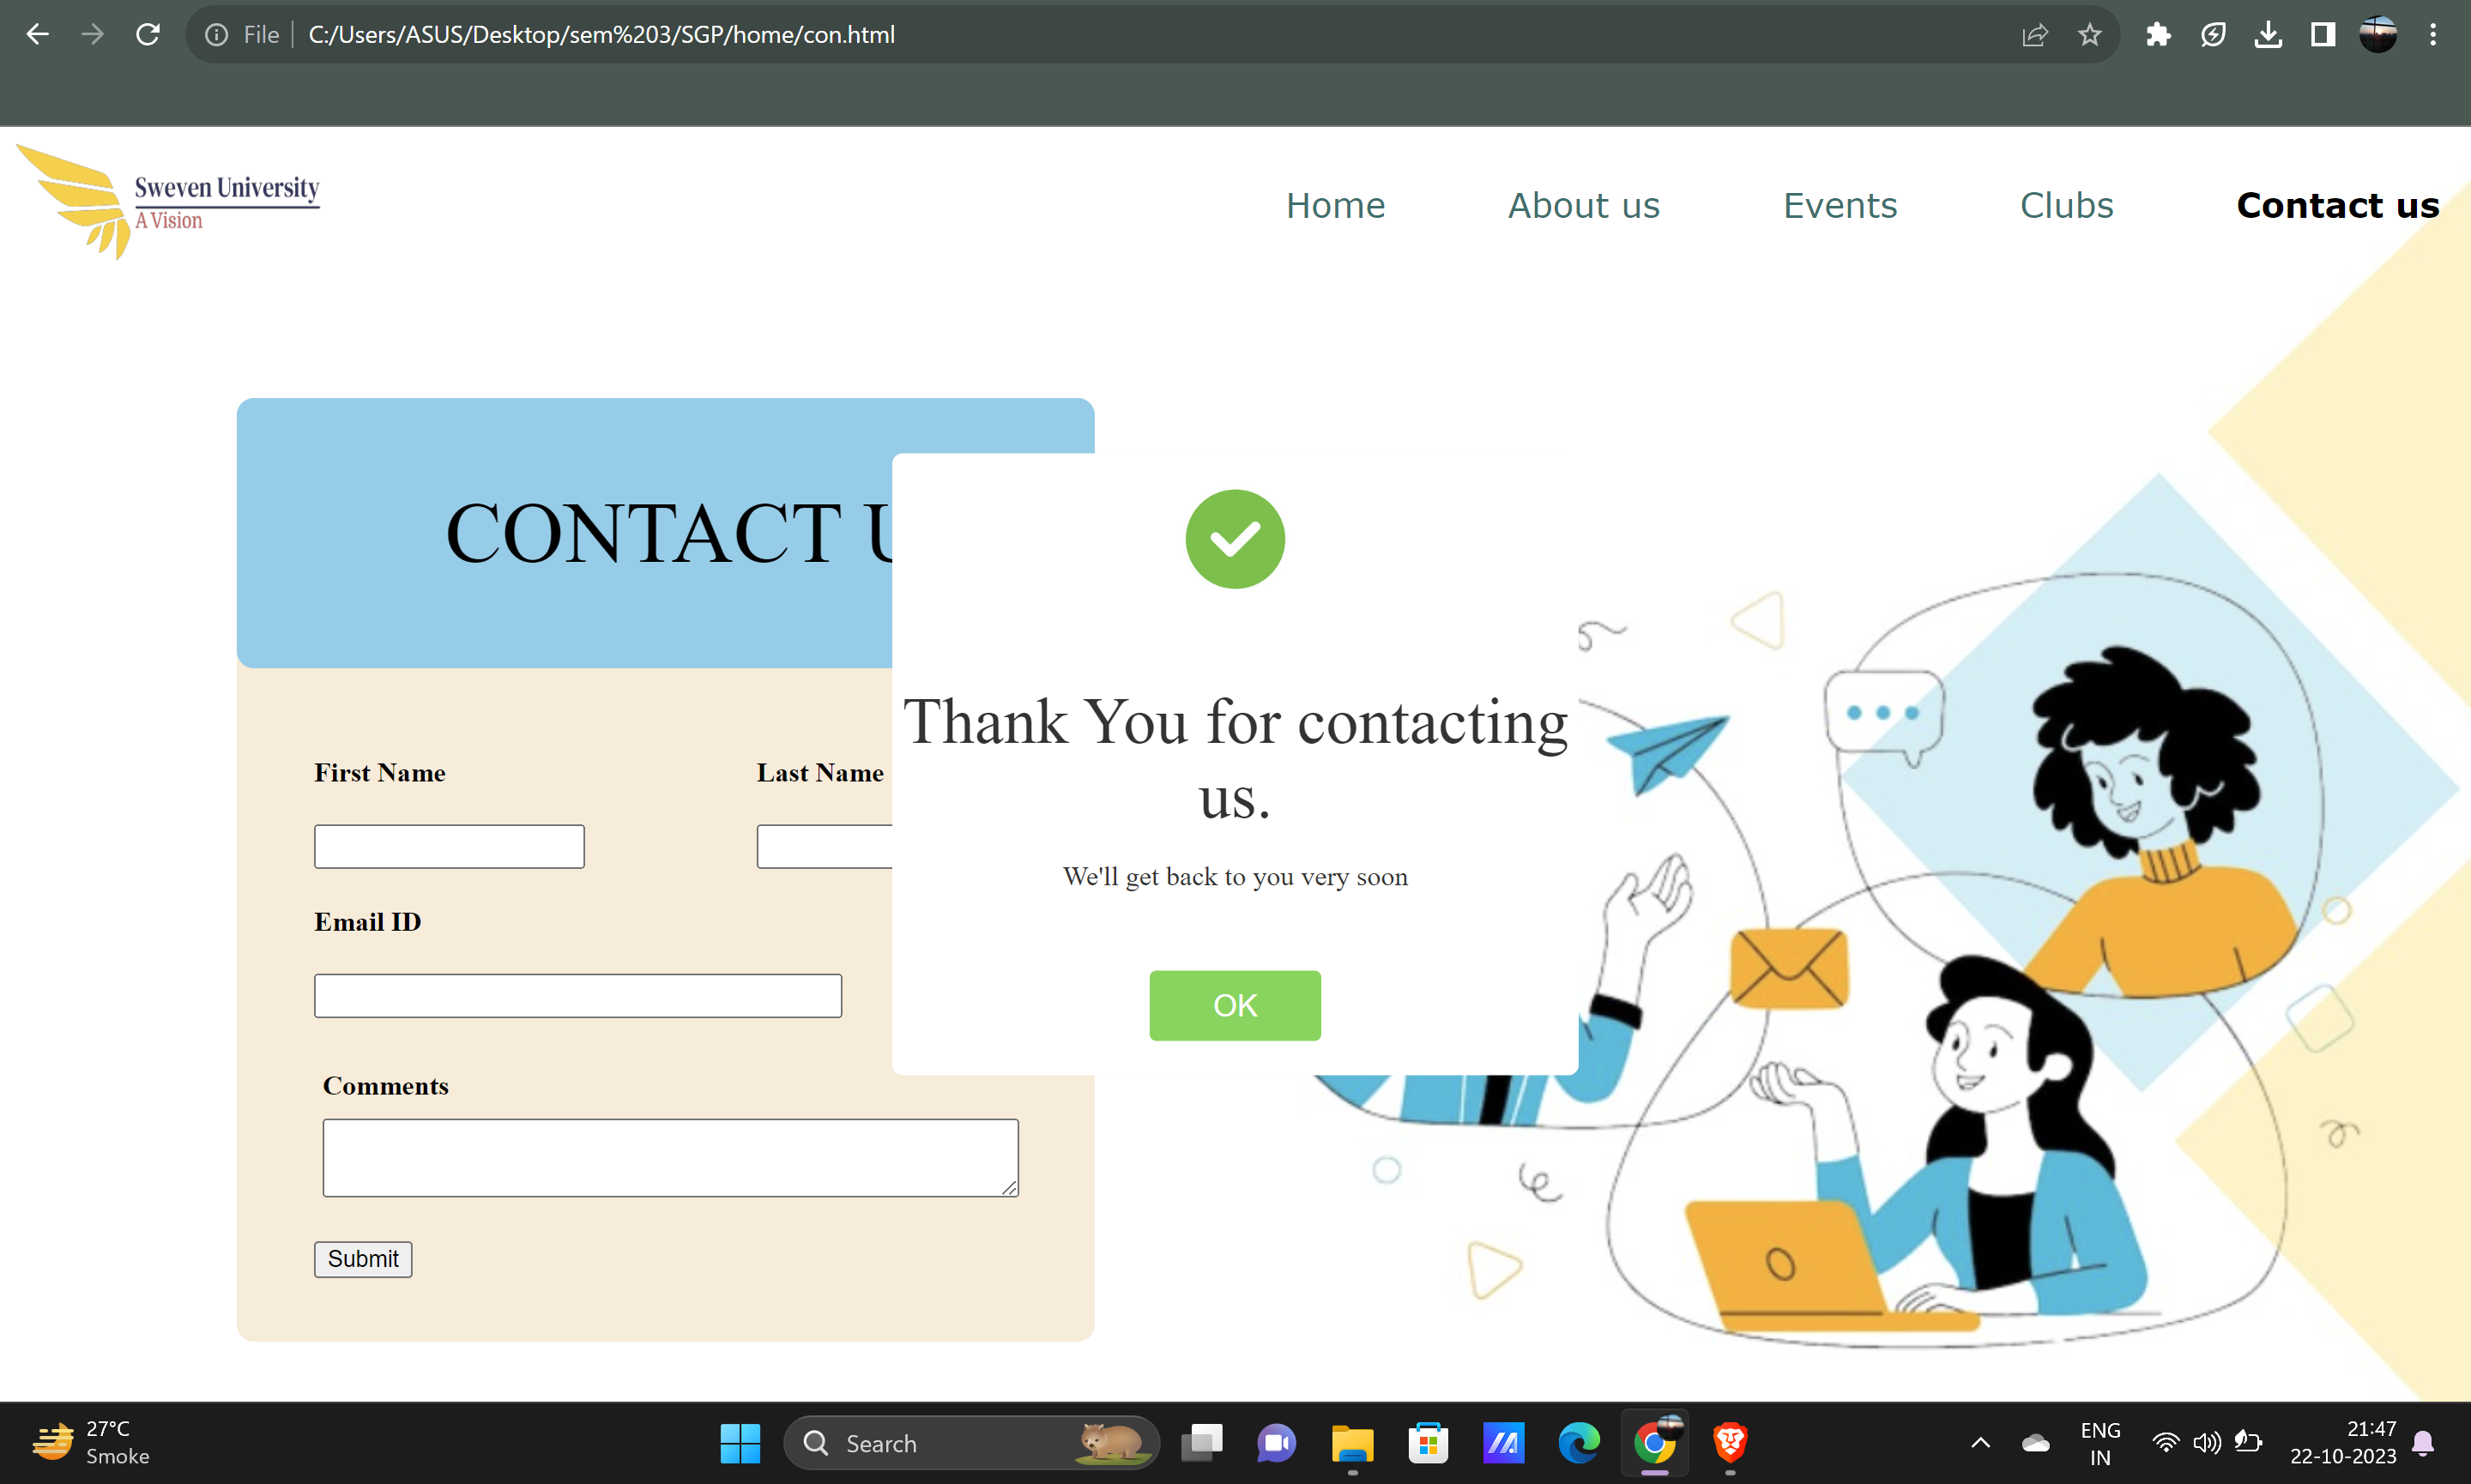 File C:/Users/ASUS/Desktop/sem%203/SGP/home/con.html
Sweven University
A Vision
Home About us Events Clubs Contact us
CONTACT U
Thank You for contacting
us.
We'll get back to you very soon
OK
First Name Last Name
Email ID
Comments
Submit
27°C
Smoke
Search
ENG
IN
21:47
22-10-2023